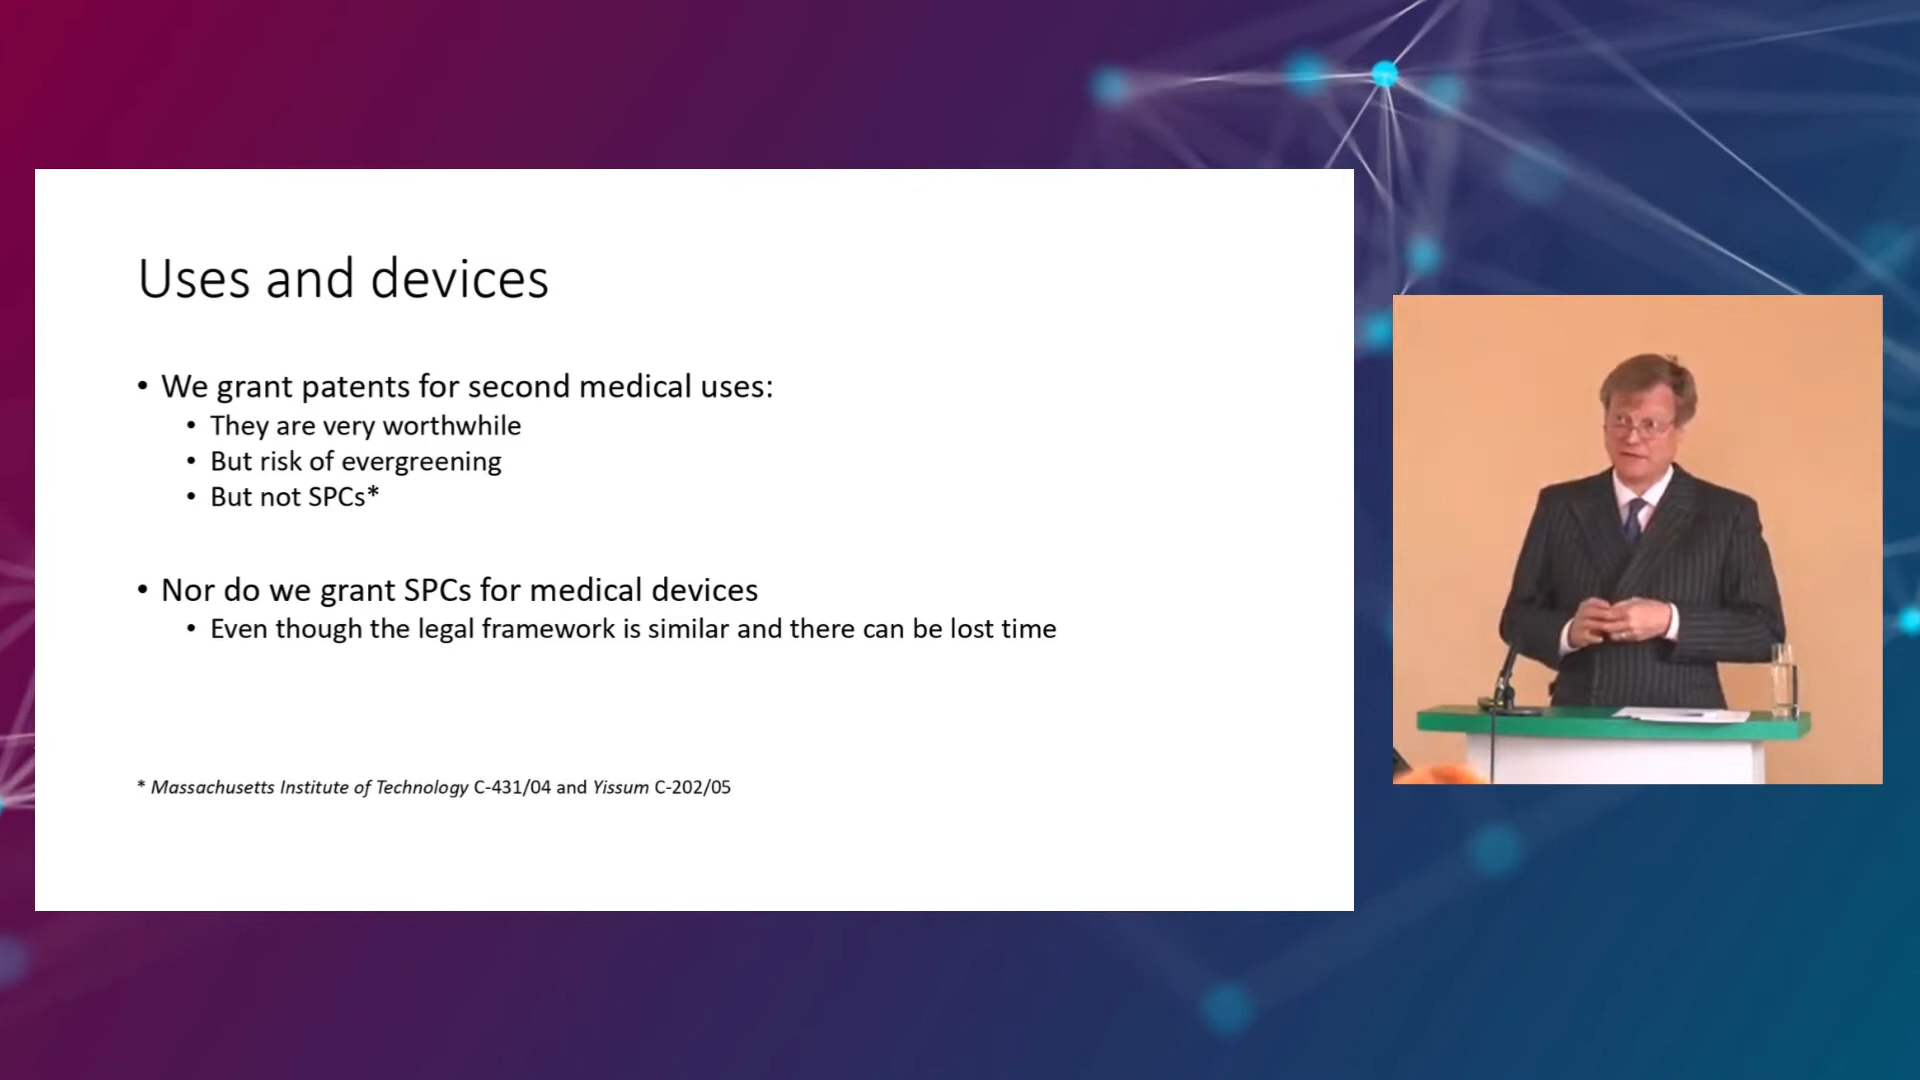 Uses and devices
• We grant patents for second medical uses:
• They are very worthwhile
• But risk of evergreening
• But not SPCs*
• Nor do we grant SPCs for medical devices
• Even though the legal framework is similar and there can be lost time
* Massachusetts Institute of Technology C-431/04 and Yissum C-202/05